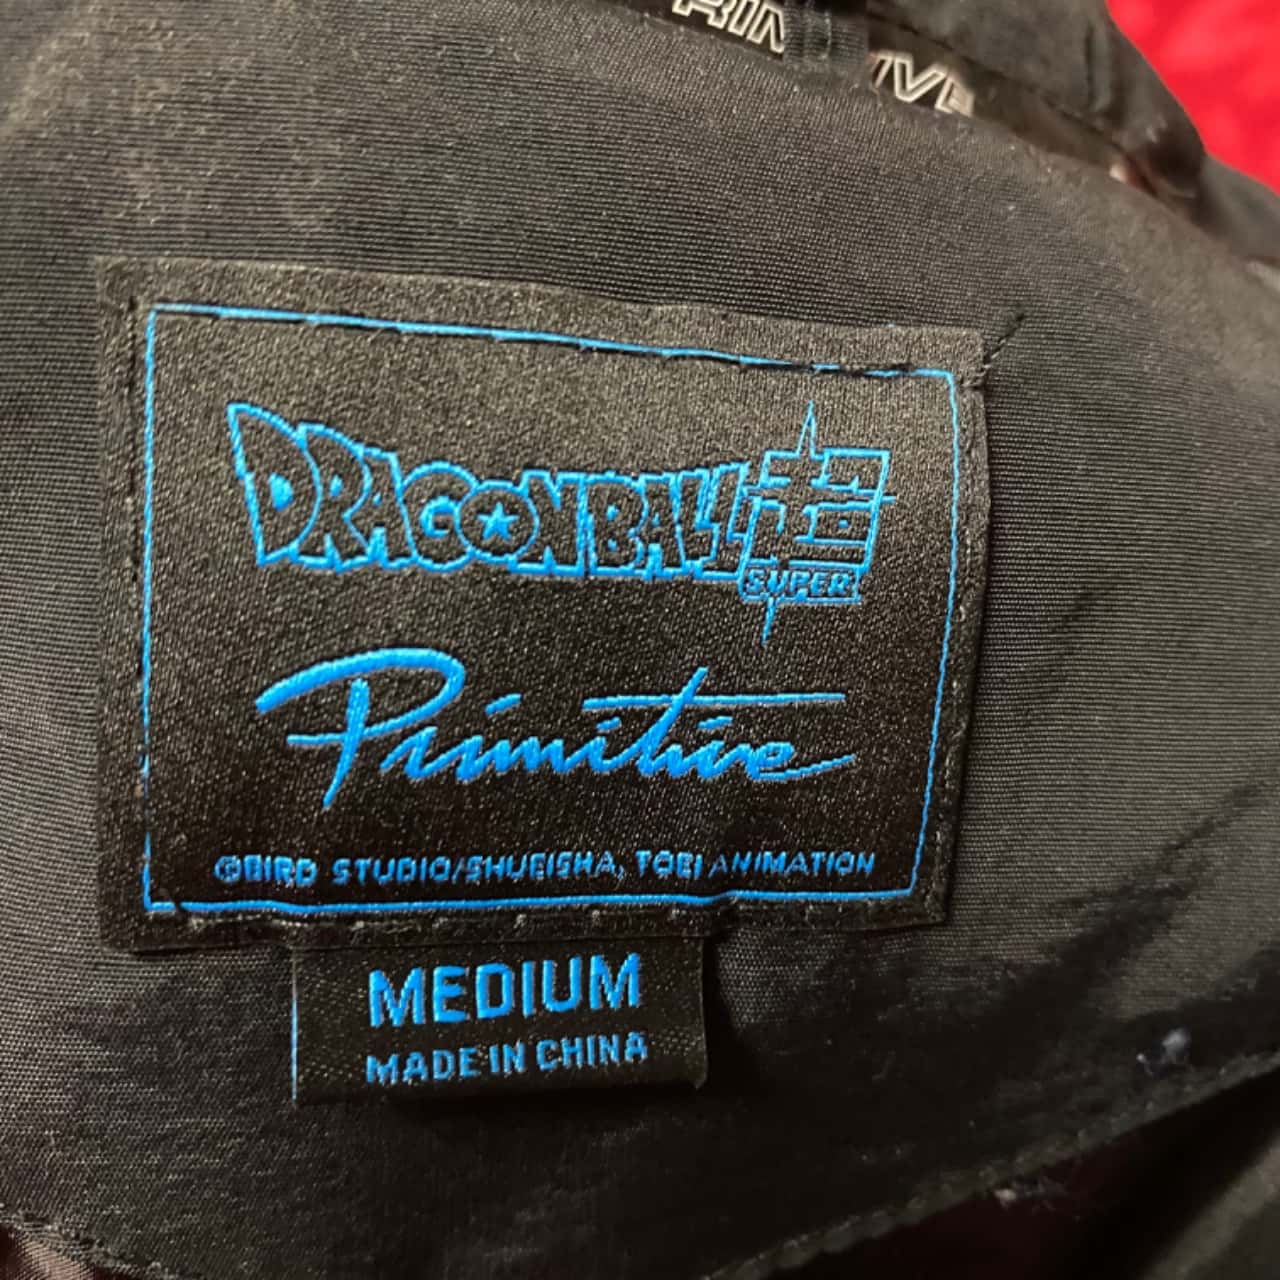 DRAGONBALL超
SUPER
Primitive
©BIRD STUDIO/SHUEISHA, TOEI ANIMATION
MEDIUM
MADE IN CHINA